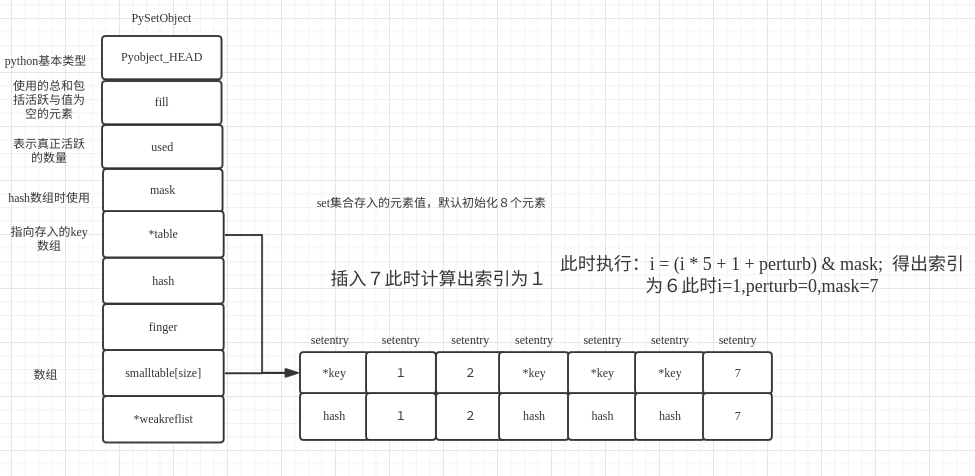 PySetObject
python基本类型
Pyobject_HEAD
使用的总和包
括活跃与值为
空的元素
fill
表示真正活跃
的数量
used
hash数组时使用
mask
指向存入的key
数组
*table
hash
finger
数组
smalltable[size]
*weakreflist
set集合存入的元素值，默认初始化８个元素
插入７此时计算出索引为１
此时执行：i = (i * 5 + 1 + perturb) & mask;  得出索引
为６此时i=1,perturb=0,mask=7
setentry setentry setentry setentry setentry setentry setentry
*key １ ２ *key *key *key 7
hash １ ２ hash hash hash 7